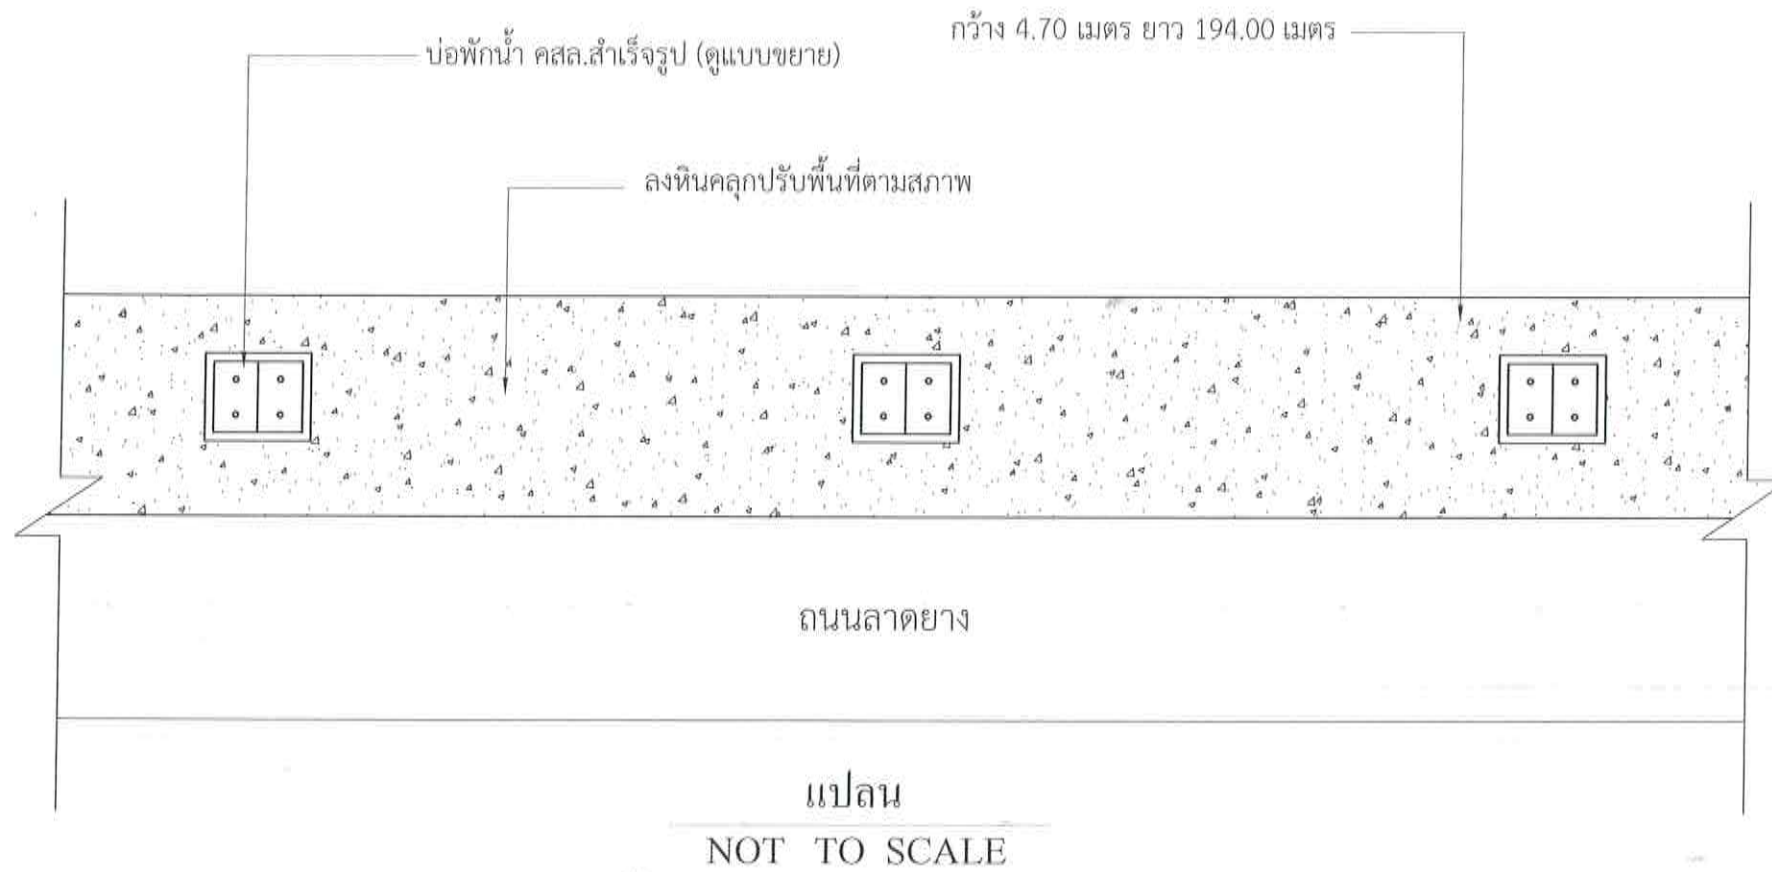 กว้าง 4.70 เมตร ยาว 194.00 เมตร
บ่อพักน้ำ คสล.สำเร็จรูป (ดูแบบขยาย)
ลงหินคลุกปรับพื้นที่ตามสภาพ
ถนนลาดยาง
แปลน
NOT TO SCALE